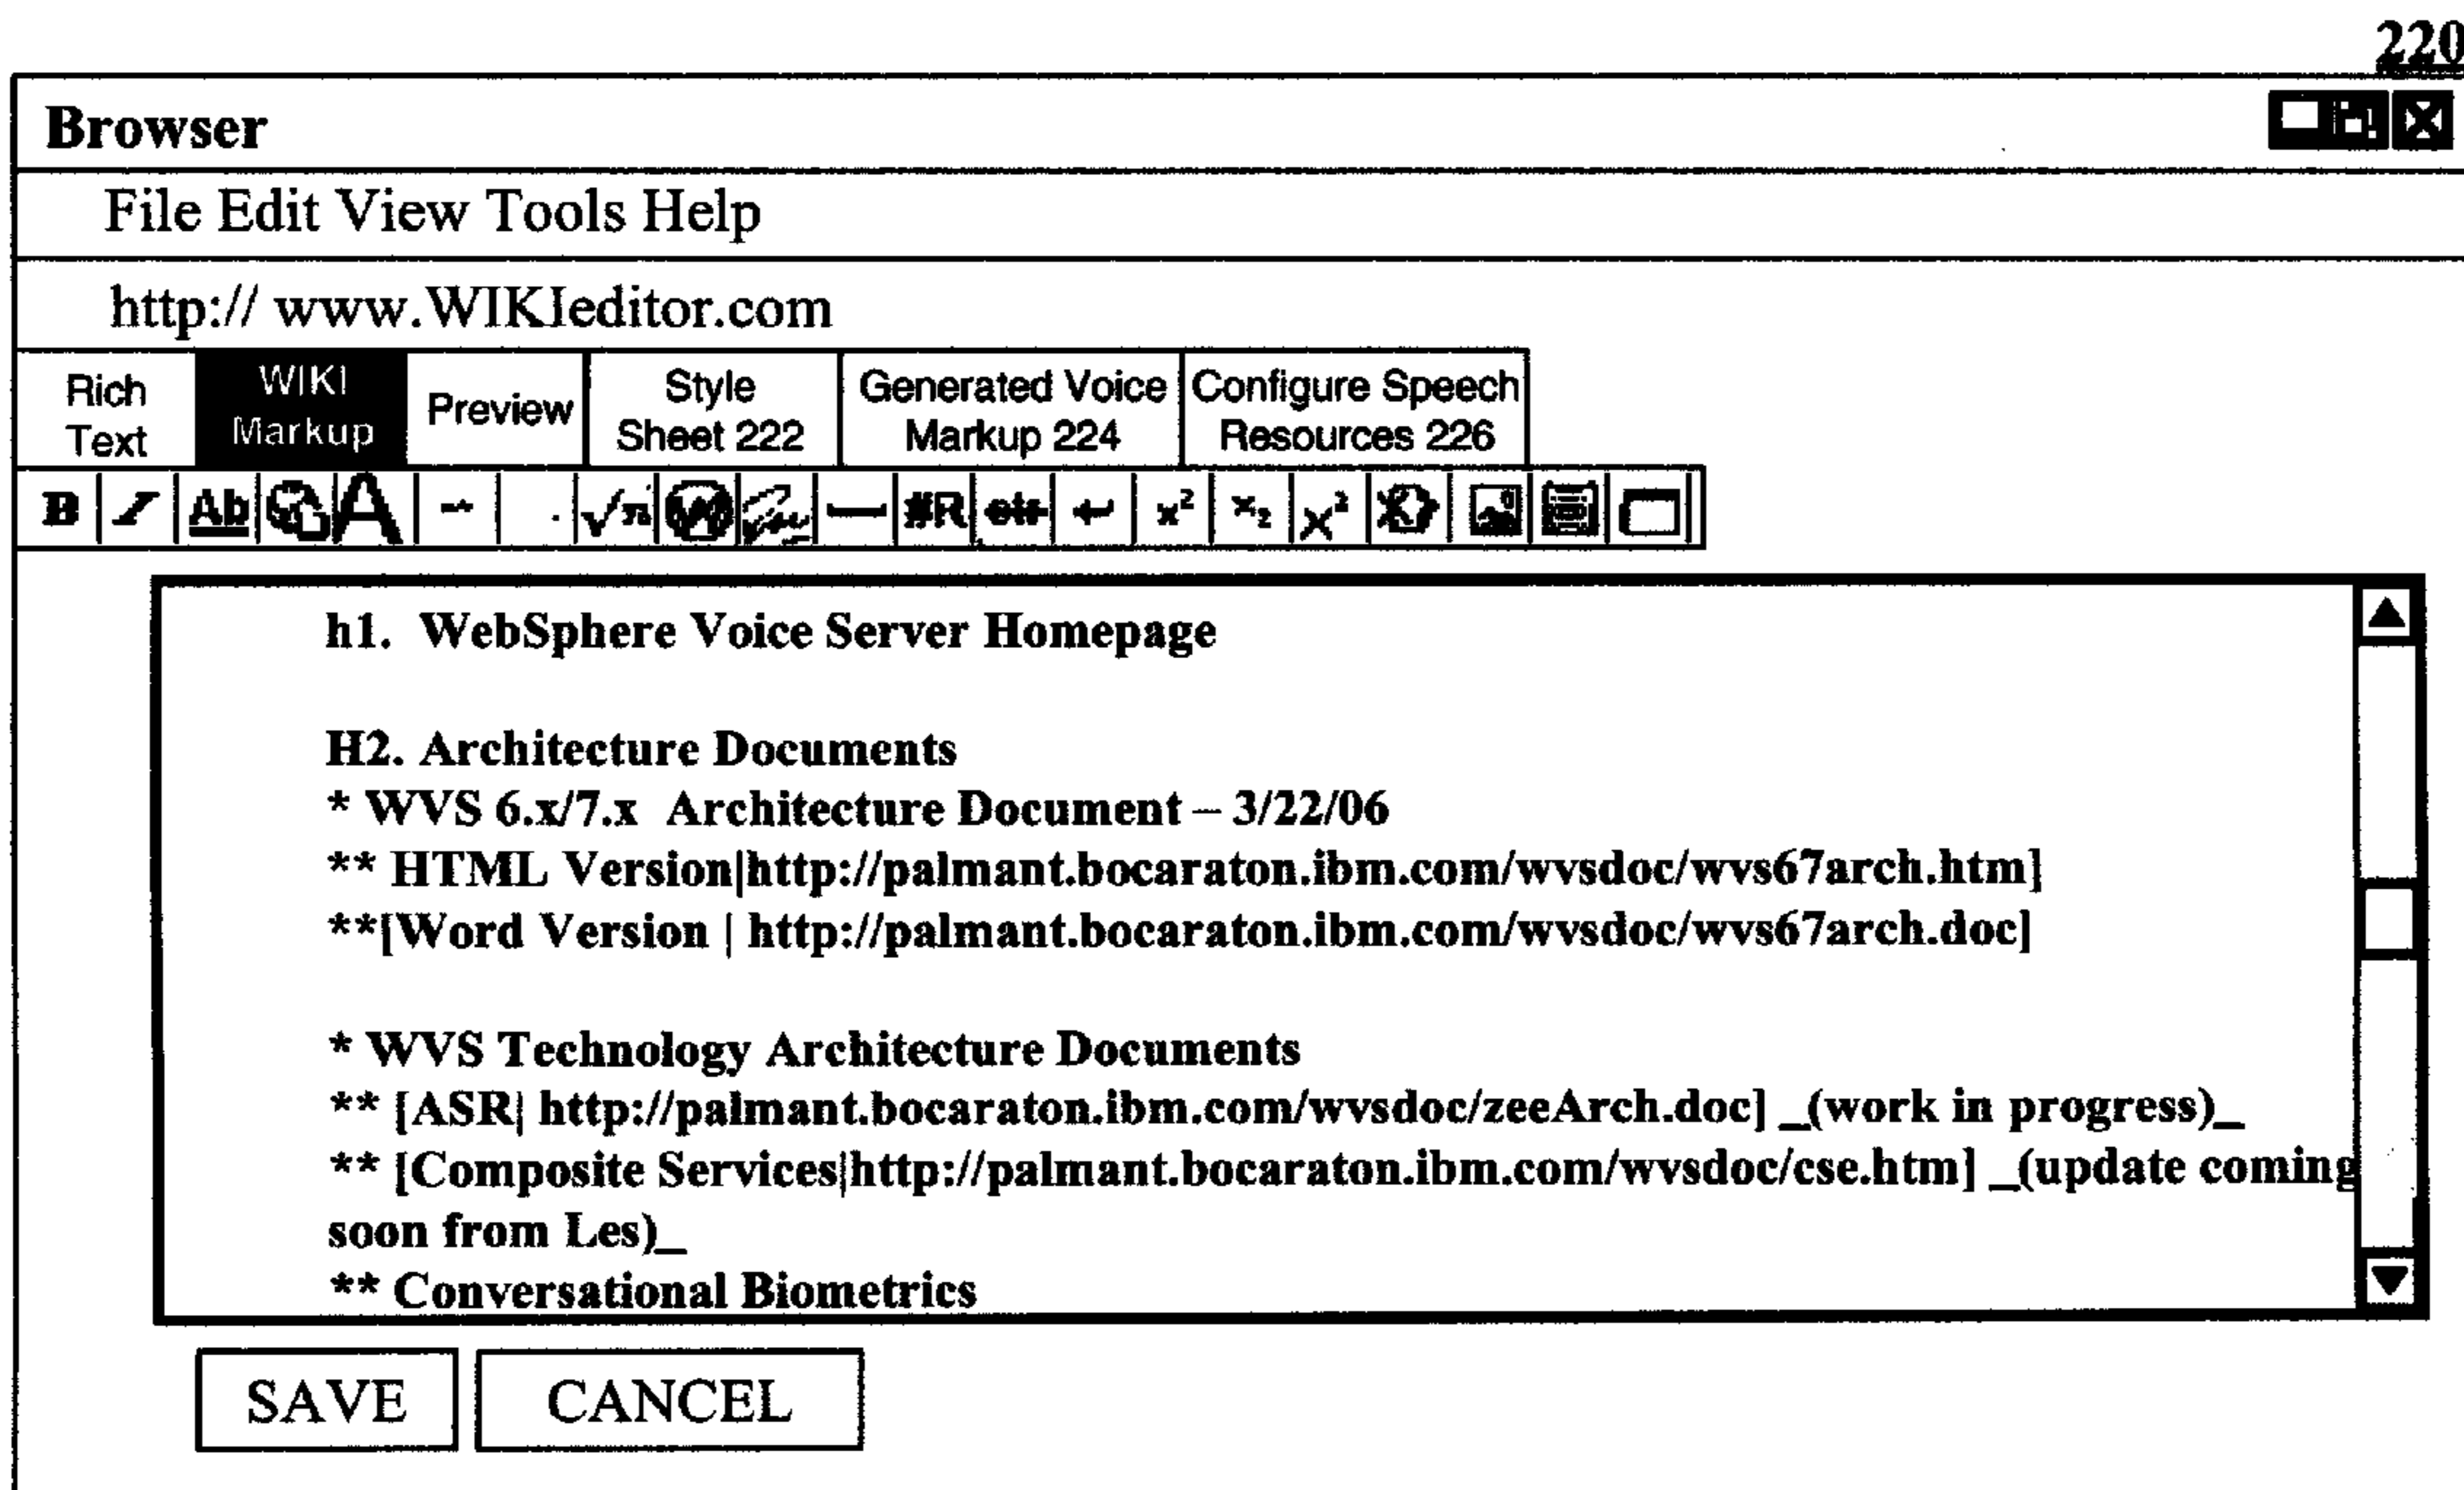 220
Browser
File Edit View Tools Help
http:// www.WIKIeditor.com
Rich Text
WIKI Markup
Preview
Style Sheet 222
Generated Voice Markup 224
Configure Speech Resources 226
B I Ab A #R x² x₂ x²
h1. WebSphere Voice Server Homepage
H2. Architecture Documents
* WVS 6.x/7.x Architecture Document – 3/22/06
** HTML Version|http://palmant.bocaraton.ibm.com/wvsdoc/wvs67arch.htm]
**[Word Version | http://palmant.bocaraton.ibm.com/wvsdoc/wvs67arch.doc]
* WVS Technology Architecture Documents
** [ASR| http://palmant.bocaraton.ibm.com/wvsdoc/zeeArch.doc] _(work in progress)_
** [Composite Services|http://palmant.bocaraton.ibm.com/wvsdoc/cse.htm] _(update coming
soon from Les)_
** Conversational Biometrics
SAVE CANCEL